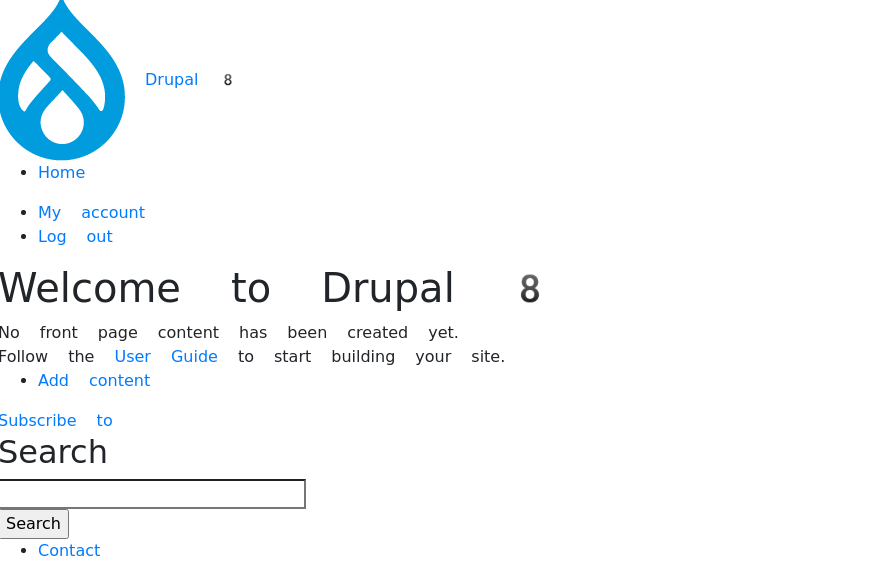 Drupal 8
Home
My account
Log out
Welcome to Drupal 8
No front page content has been created yet.
Follow the User Guide to start building your site.
Add content
Subscribe to
Search
Search
Contact